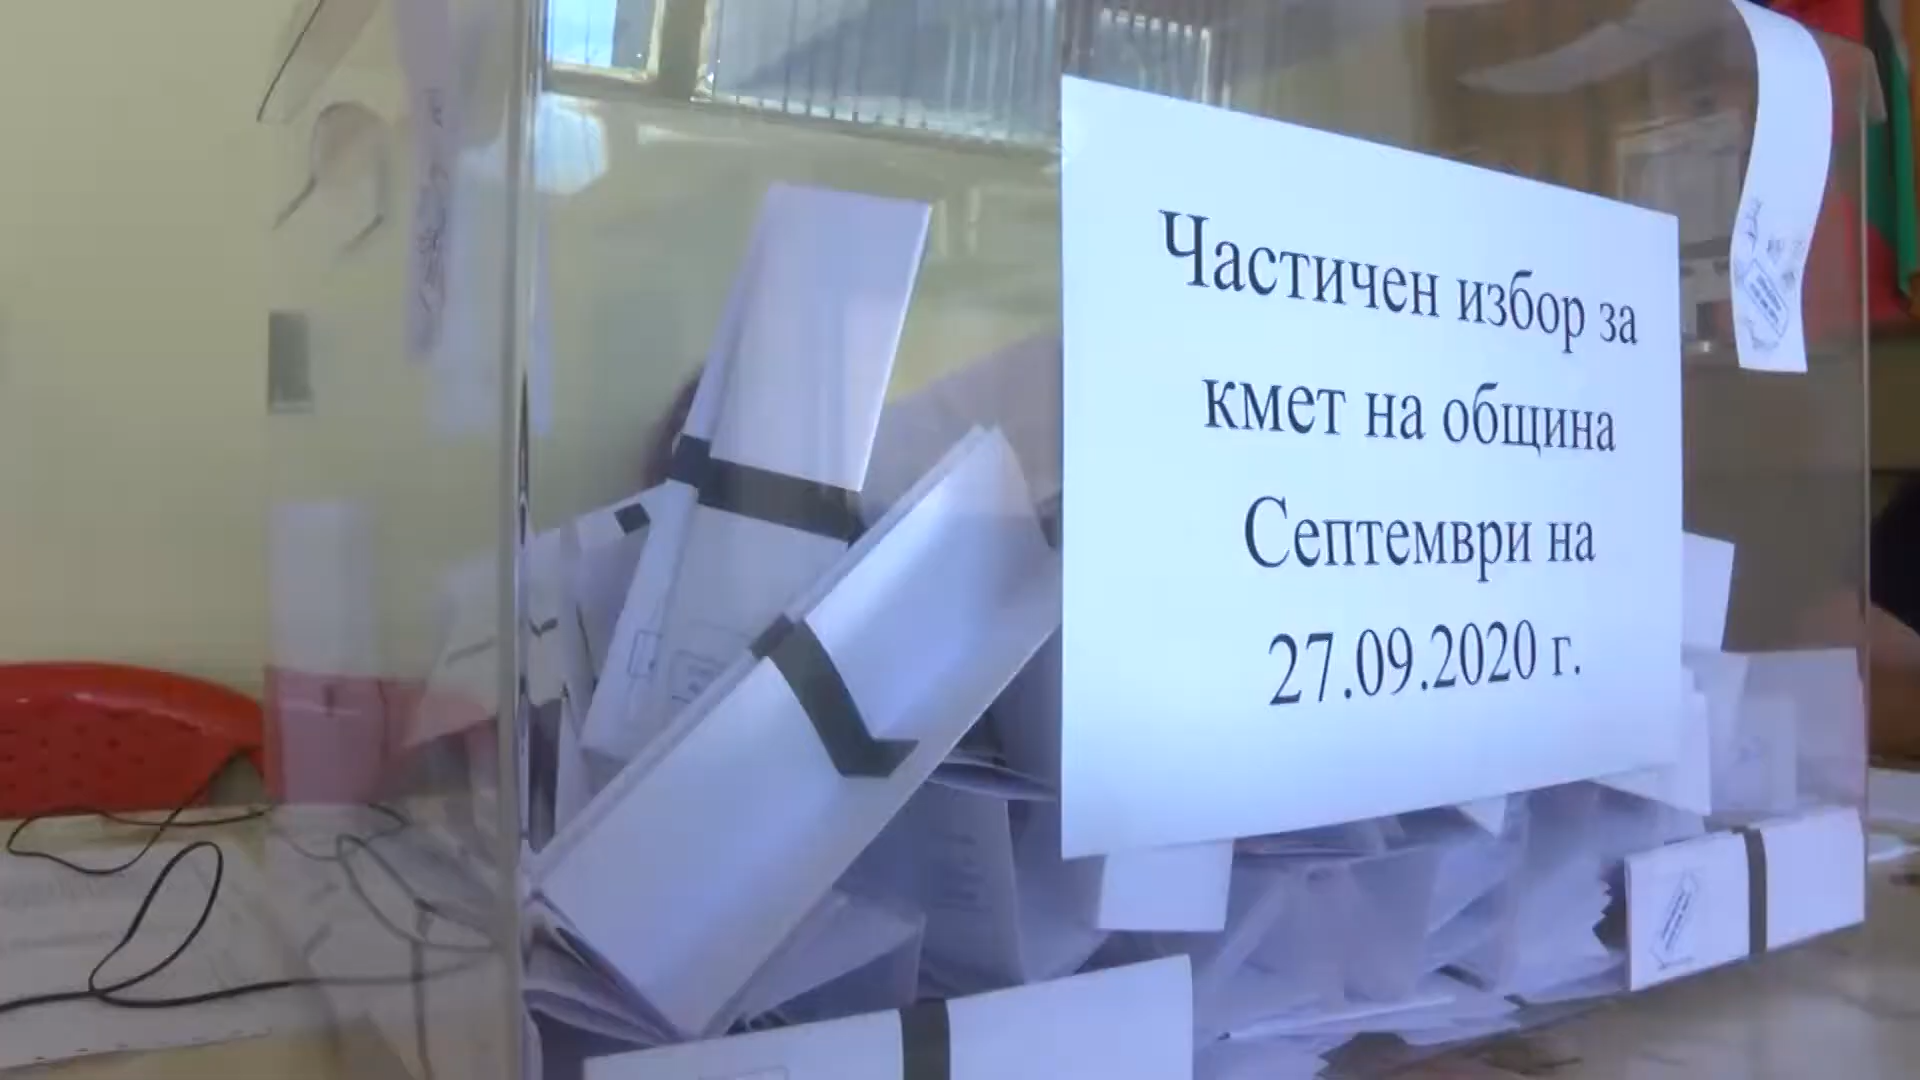 Частичен избор за
кмет на община
Септември на
27.09.2020 г.